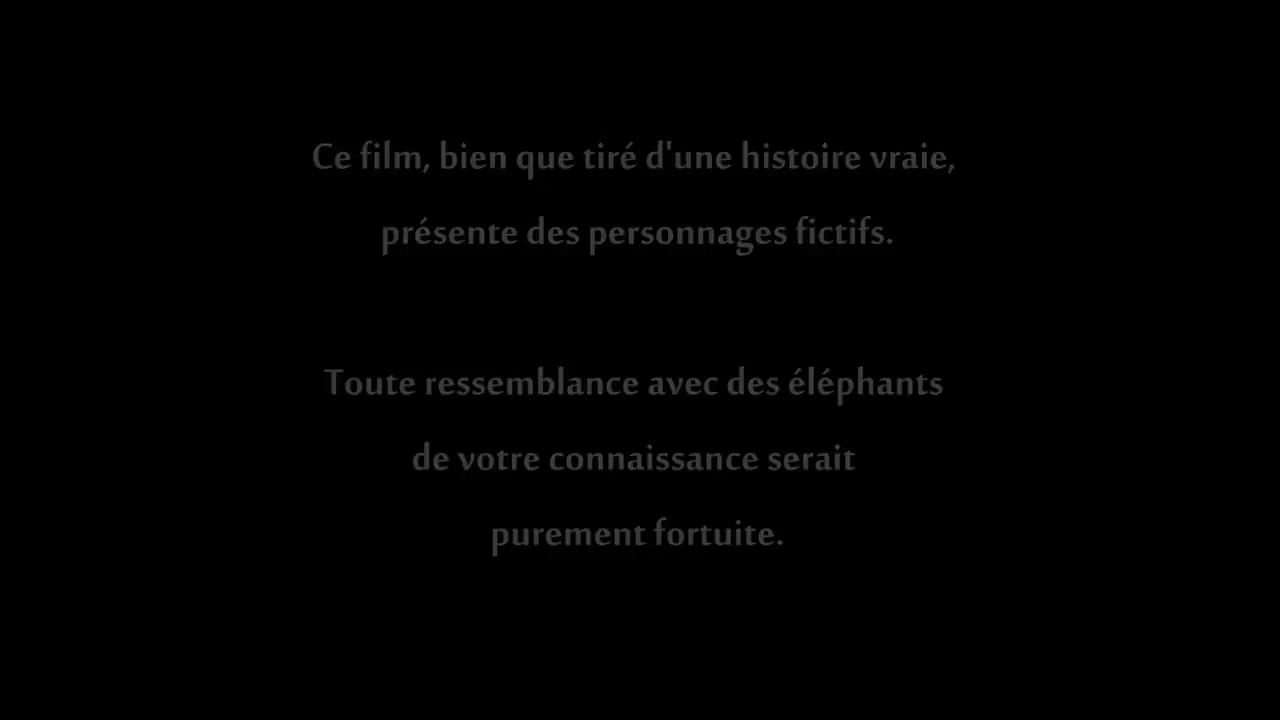 Ce film, bien que tiré d'une histoire vraie,
présente des personnages fictifs.
Toute ressemblance avec des éléphants
de votre connaissance serait
purement fortuite.